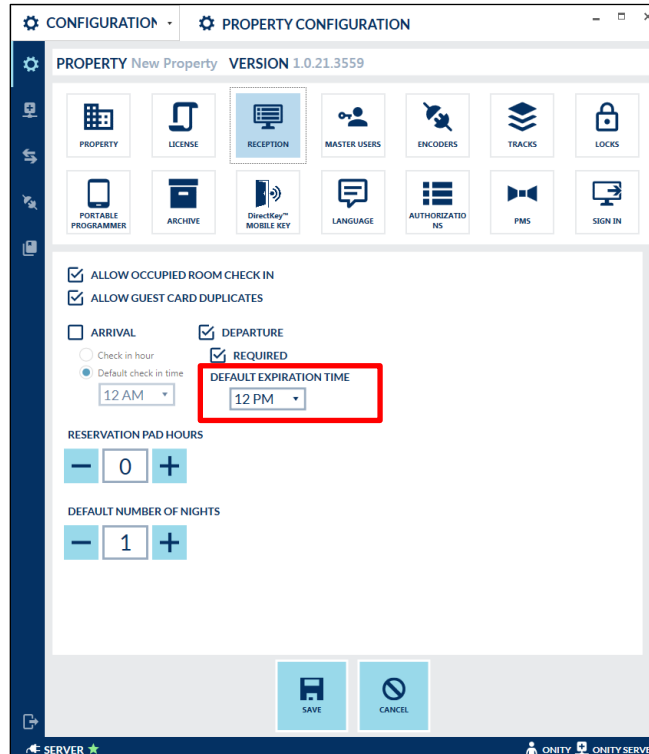 CONFIGURATION
PROPERTY CONFIGURATION
PROPERTY New Property VERSION 1.0.21.3559
PROPERTY
LICENSE
RECEPTION
MASTER USERS
ENCODERS
TRACKS
LOCKS
PORTABLE
PROGRAMMER
ARCHIVE
DirectKey™
MOBILE KEY
LANGUAGE
AUTHORIZATIO
NS
PMS
SIGN IN
ALLOW OCCUPIED ROOM CHECK IN
ALLOW GUEST CARD DUPLICATES
ARRIVAL
DEPARTURE
Check in hour
REQUIRED
Default check in time
DEFAULT EXPIRATION TIME
12 AM
12 PM
RESERVATION PAD HOURS
0
DEFAULT NUMBER OF NIGHTS
1
SAVE
CANCEL
SERVER
ONITY
ONITY SERVE